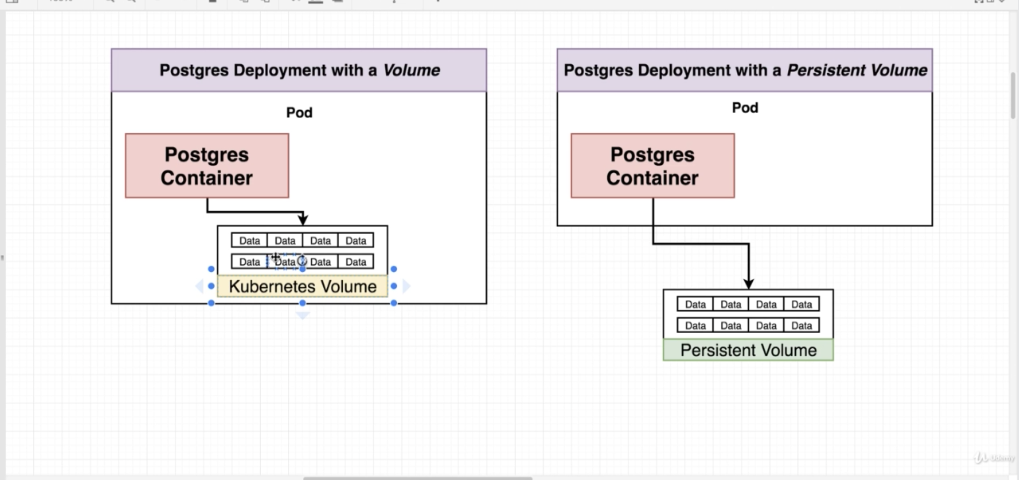 Postgres Deployment with a Volume
Pod
Postgres
Container
Data Data Data Data
Data Data Data Data
Kubernetes Volume
Postgres Deployment with a Persistent Volume
Pod
Postgres
Container
Data Data Data Data
Data Data Data Data
Persistent Volume
Udemy